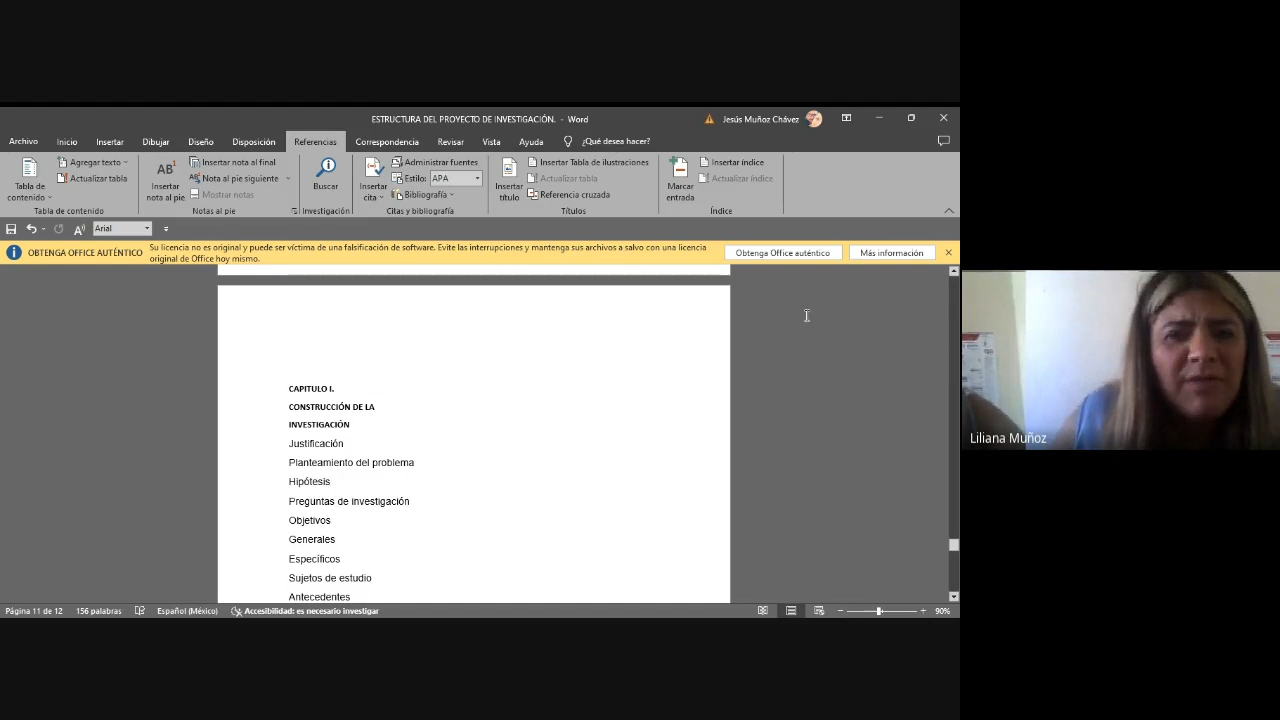 ESTRUCTURA DEL PROYECTO DE INVESTIGACIÓN. - Word
Jesús Muñoz Chávez
Archivo Inicio Insertar Dibujar Diseño Disposición Referencias Correspondencia Revisar Vista Ayuda ¿Qué desea hacer?
Tabla de contenido
Agregar texto
Actualizar tabla
Tabla de contenido
AB¹
Insertar nota al pie
Insertar nota al final
Nota al pie siguiente
Mostrar notas
Notas al pie
Buscar
Investigación
Insertar cita
Administrar fuentes
Estilo: APA
Bibliografía
Citas y bibliografía
Insertar título
Insertar Tabla de ilustraciones
Actualizar tabla
Referencia cruzada
Títulos
Marcar entrada
Insertar índice
Actualizar índice
Índice
Arial
OBTENGA OFFICE AUTÉNTICO
Su licencia no es original y puede ser víctima de una falsificación de software. Evite las interrupciones y mantenga sus archivos a salvo con una licencia
original de Office hoy mismo.
Obtenga Office auténtico
Más información
CAPITULO I.
CONSTRUCCIÓN DE LA
INVESTIGACIÓN
Justificación
Planteamiento del problema
Hipótesis
Preguntas de investigación
Objetivos
Generales
Específicos
Sujetos de estudio
Antecedentes
Liliana Muñoz
Página 11 de 12 156 palabras Español (México) Accesibilidad: es necesario investigar 90%